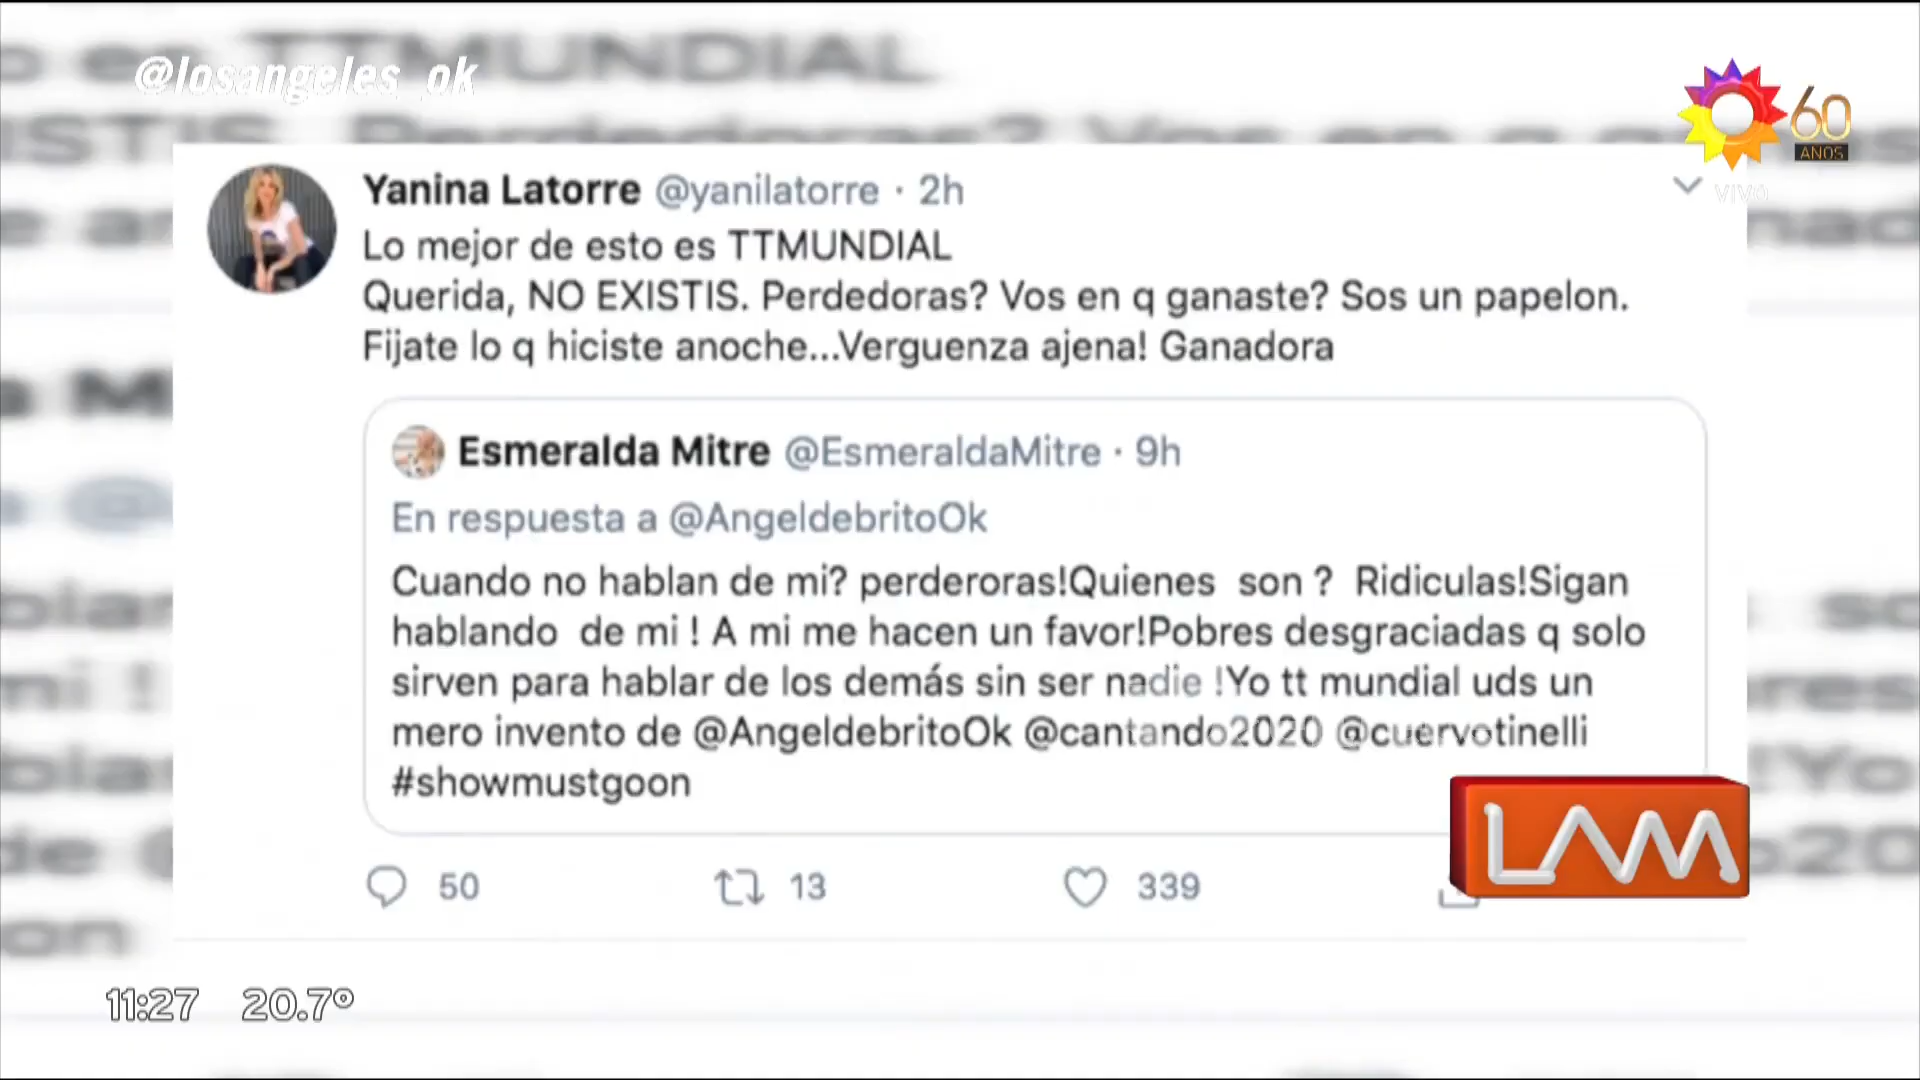 @losangeles_ok
60
AÑOS
VIVO
Yanina Latorre @yanilatorre · 2h
Lo mejor de esto es TTMUNDIAL
Querida, NO EXISTIS. Perdedoras? Vos en q ganaste? Sos un papelon.
Fijate lo q hiciste anoche...Verguenza ajena! Ganadora
Esmeralda Mitre @EsmeraldaMitre · 9h
En respuesta a @AngeldebritoOk
Cuando no hablan de mi? perderoras!Quienes son ? Ridiculas!Sigan
hablando de mi ! A mi me hacen un favor!Pobres desgraciadas q solo
sirven para hablar de los demás sin ser nadie !Yo tt mundial uds un
mero invento de @AngeldebritoOk @cantando2020 @cuervotinelli
#showmustgoon
50 13 339
LAM
11:27 20.7°